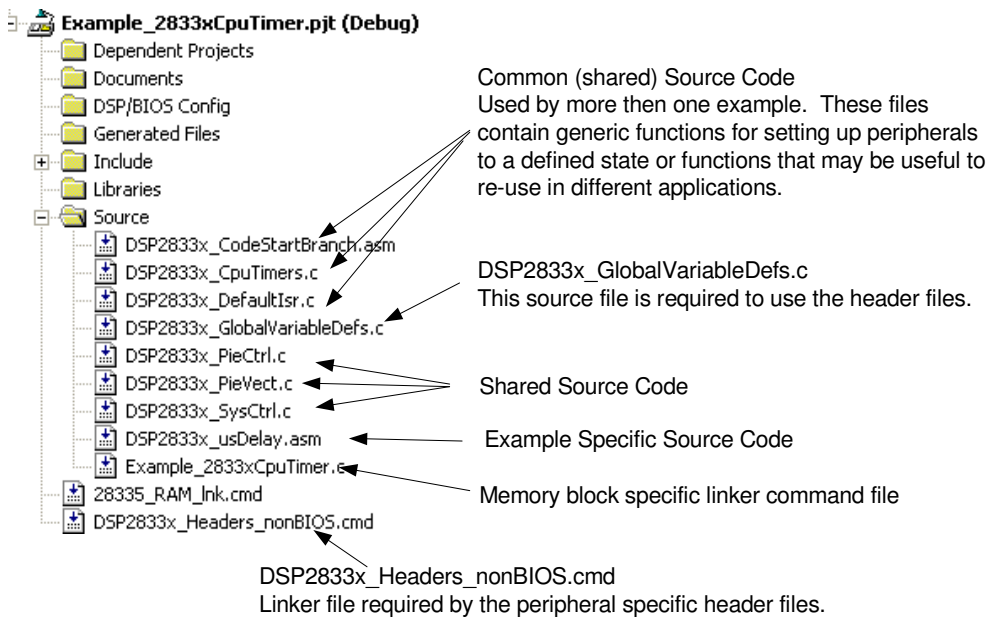 Example_2833xCpuTimer.pjt (Debug)
Dependent Projects
Documents
DSP/BIOS Config
Generated Files
Include
Libraries
Source
DSP2833x_CodeStartBranch.asm
DSP2833x_CpuTimers.c
DSP2833x_DefaultIsr.c
DSP2833x_GlobalVariableDefs.c
DSP2833x_PieCtrl.c
DSP2833x_PieVect.c
DSP2833x_SysCtrl.c
DSP2833x_usDelay.asm
Example_2833xCpuTimer.c
28335_RAM_lnk.cmd
DSP2833x_Headers_nonBIOS.cmd
Common (shared) Source Code
Used by more then one example. These files
contain generic functions for setting up peripherals
to a defined state or functions that may be useful to
re-use in different applications.
DSP2833x_GlobalVariableDefs.c
This source file is required to use the header files.
Shared Source Code
Example Specific Source Code
Memory block specific linker command file
DSP2833x_Headers_nonBIOS.cmd
Linker file required by the peripheral specific header files.